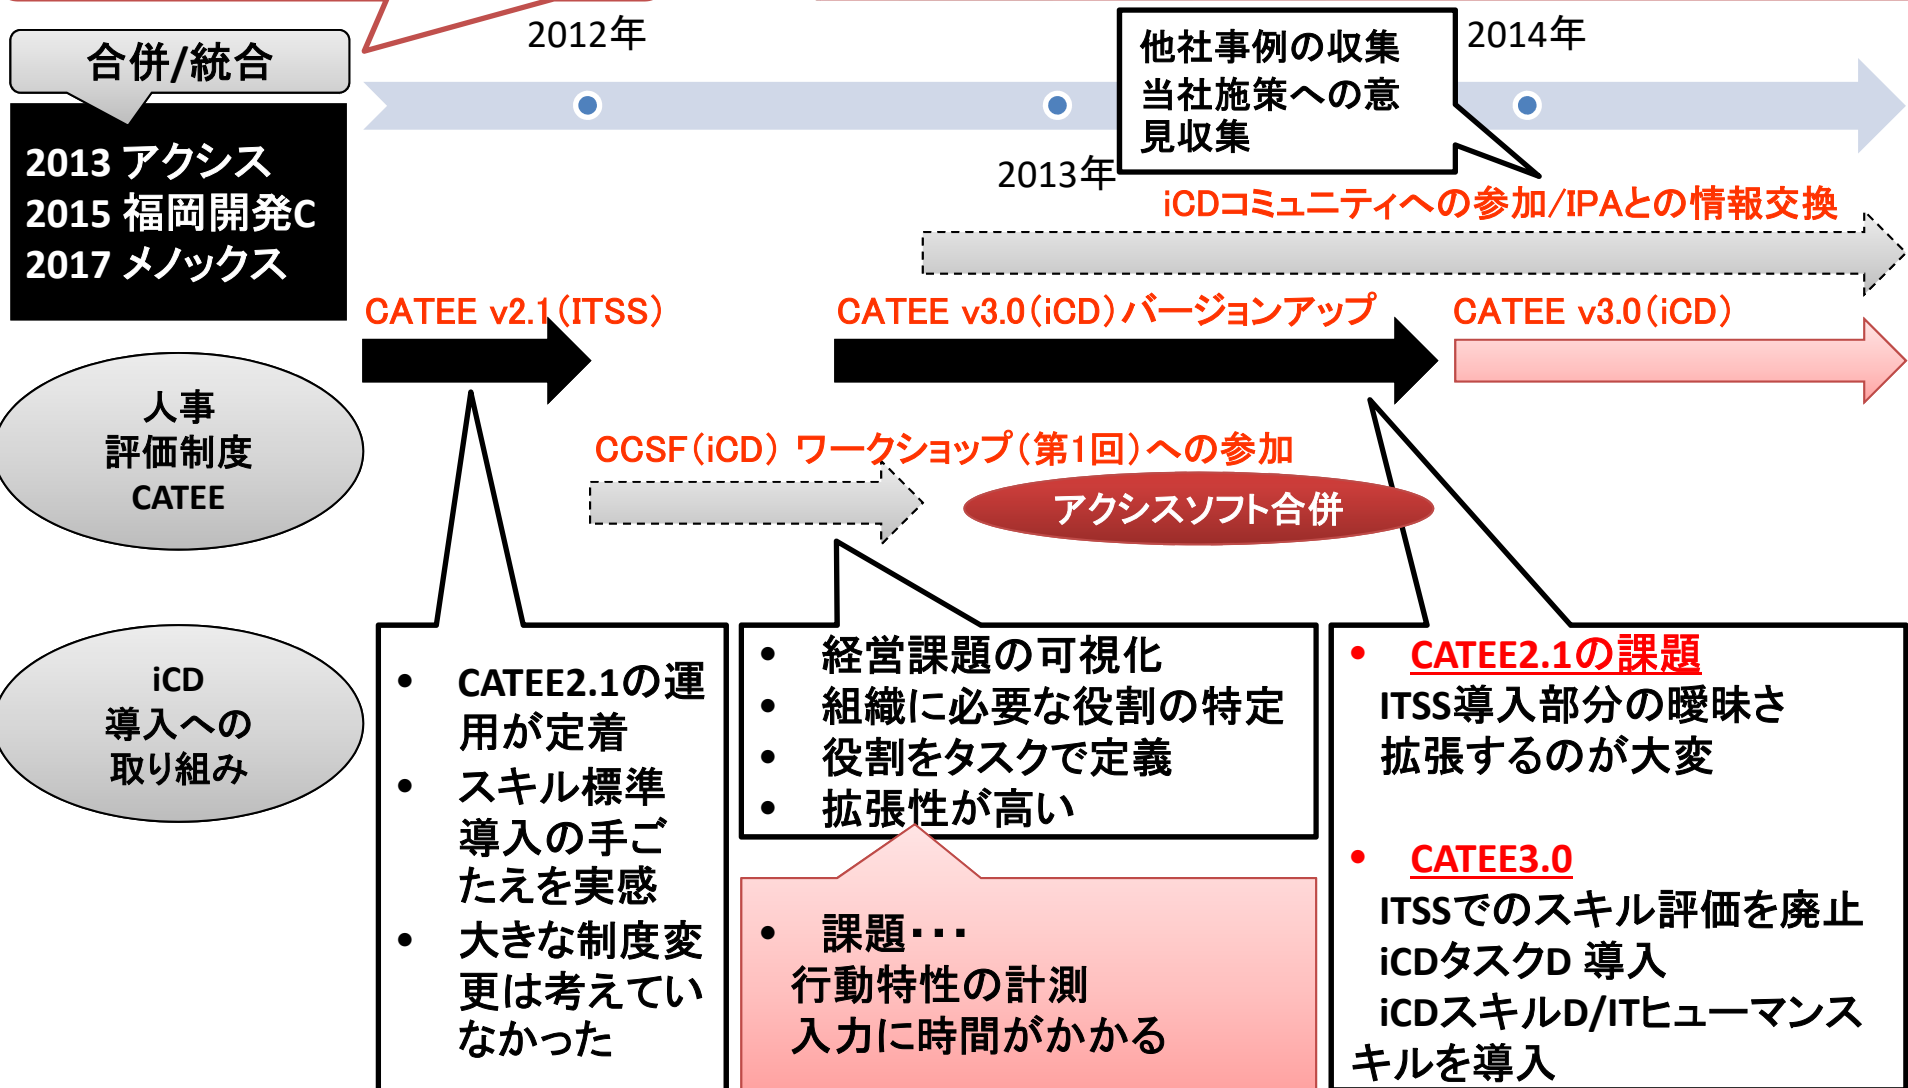 2012年
2014年
合併/統合
他社事例の収集
当社施策への意
見収集
2013 アクシス
2015 福岡開発C
2017 メノックス
2013年
iCDコミュニティへの参加/IPAとの情報交換
CATEE v2.1(ITSS)
CATEE v3.0(iCD)バージョンアップ
CATEE v3.0(iCD)
人事
評価制度
CATEE
CCSF(iCD) ワークショップ(第1回)への参加
アクシスソフト合併
iCD
導入への
取り組み
• CATEE2.1の運
用が定着
• スキル標準
導入の手ご
たえを実感
• 大きな制度変
更は考えてい
なかった
• 経営課題の可視化
• 組織に必要な役割の特定
• 役割をタスクで定義
• 拡張性が高い
• 課題・・・
行動特性の計測
入力に時間がかかる
• CATEE2.1の課題
ITSS導入部分の曖昧さ
拡張するのが大変
• CATEE3.0
ITSSでのスキル評価を廃止
iCDタスクD 導入
iCDスキルD/ITヒューマンス
キルを導入